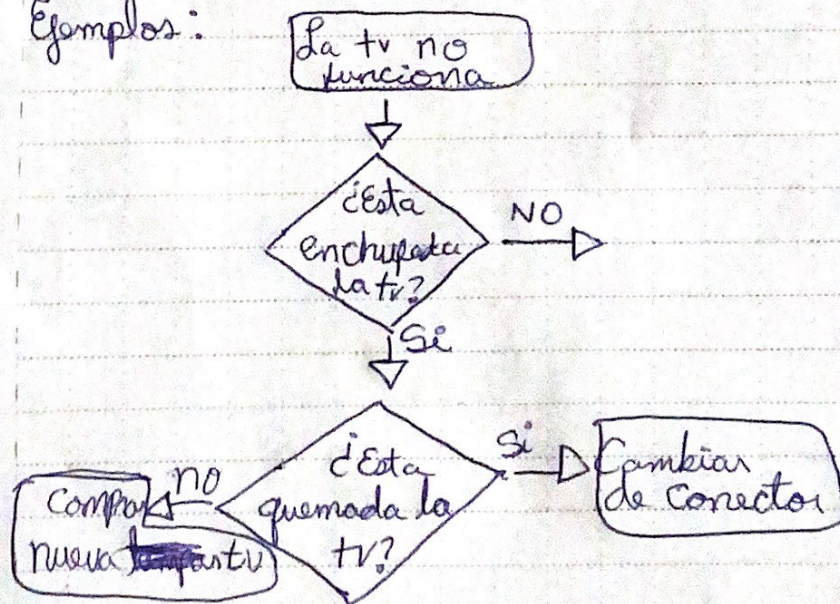 Ejemplos:
La tv no
funciona
¿Esta
enchupada
la tv?
NO
Si
¿Esta
quemada la
tv?
Si
Cambiar
de conector
no
Comprar
nueva tv